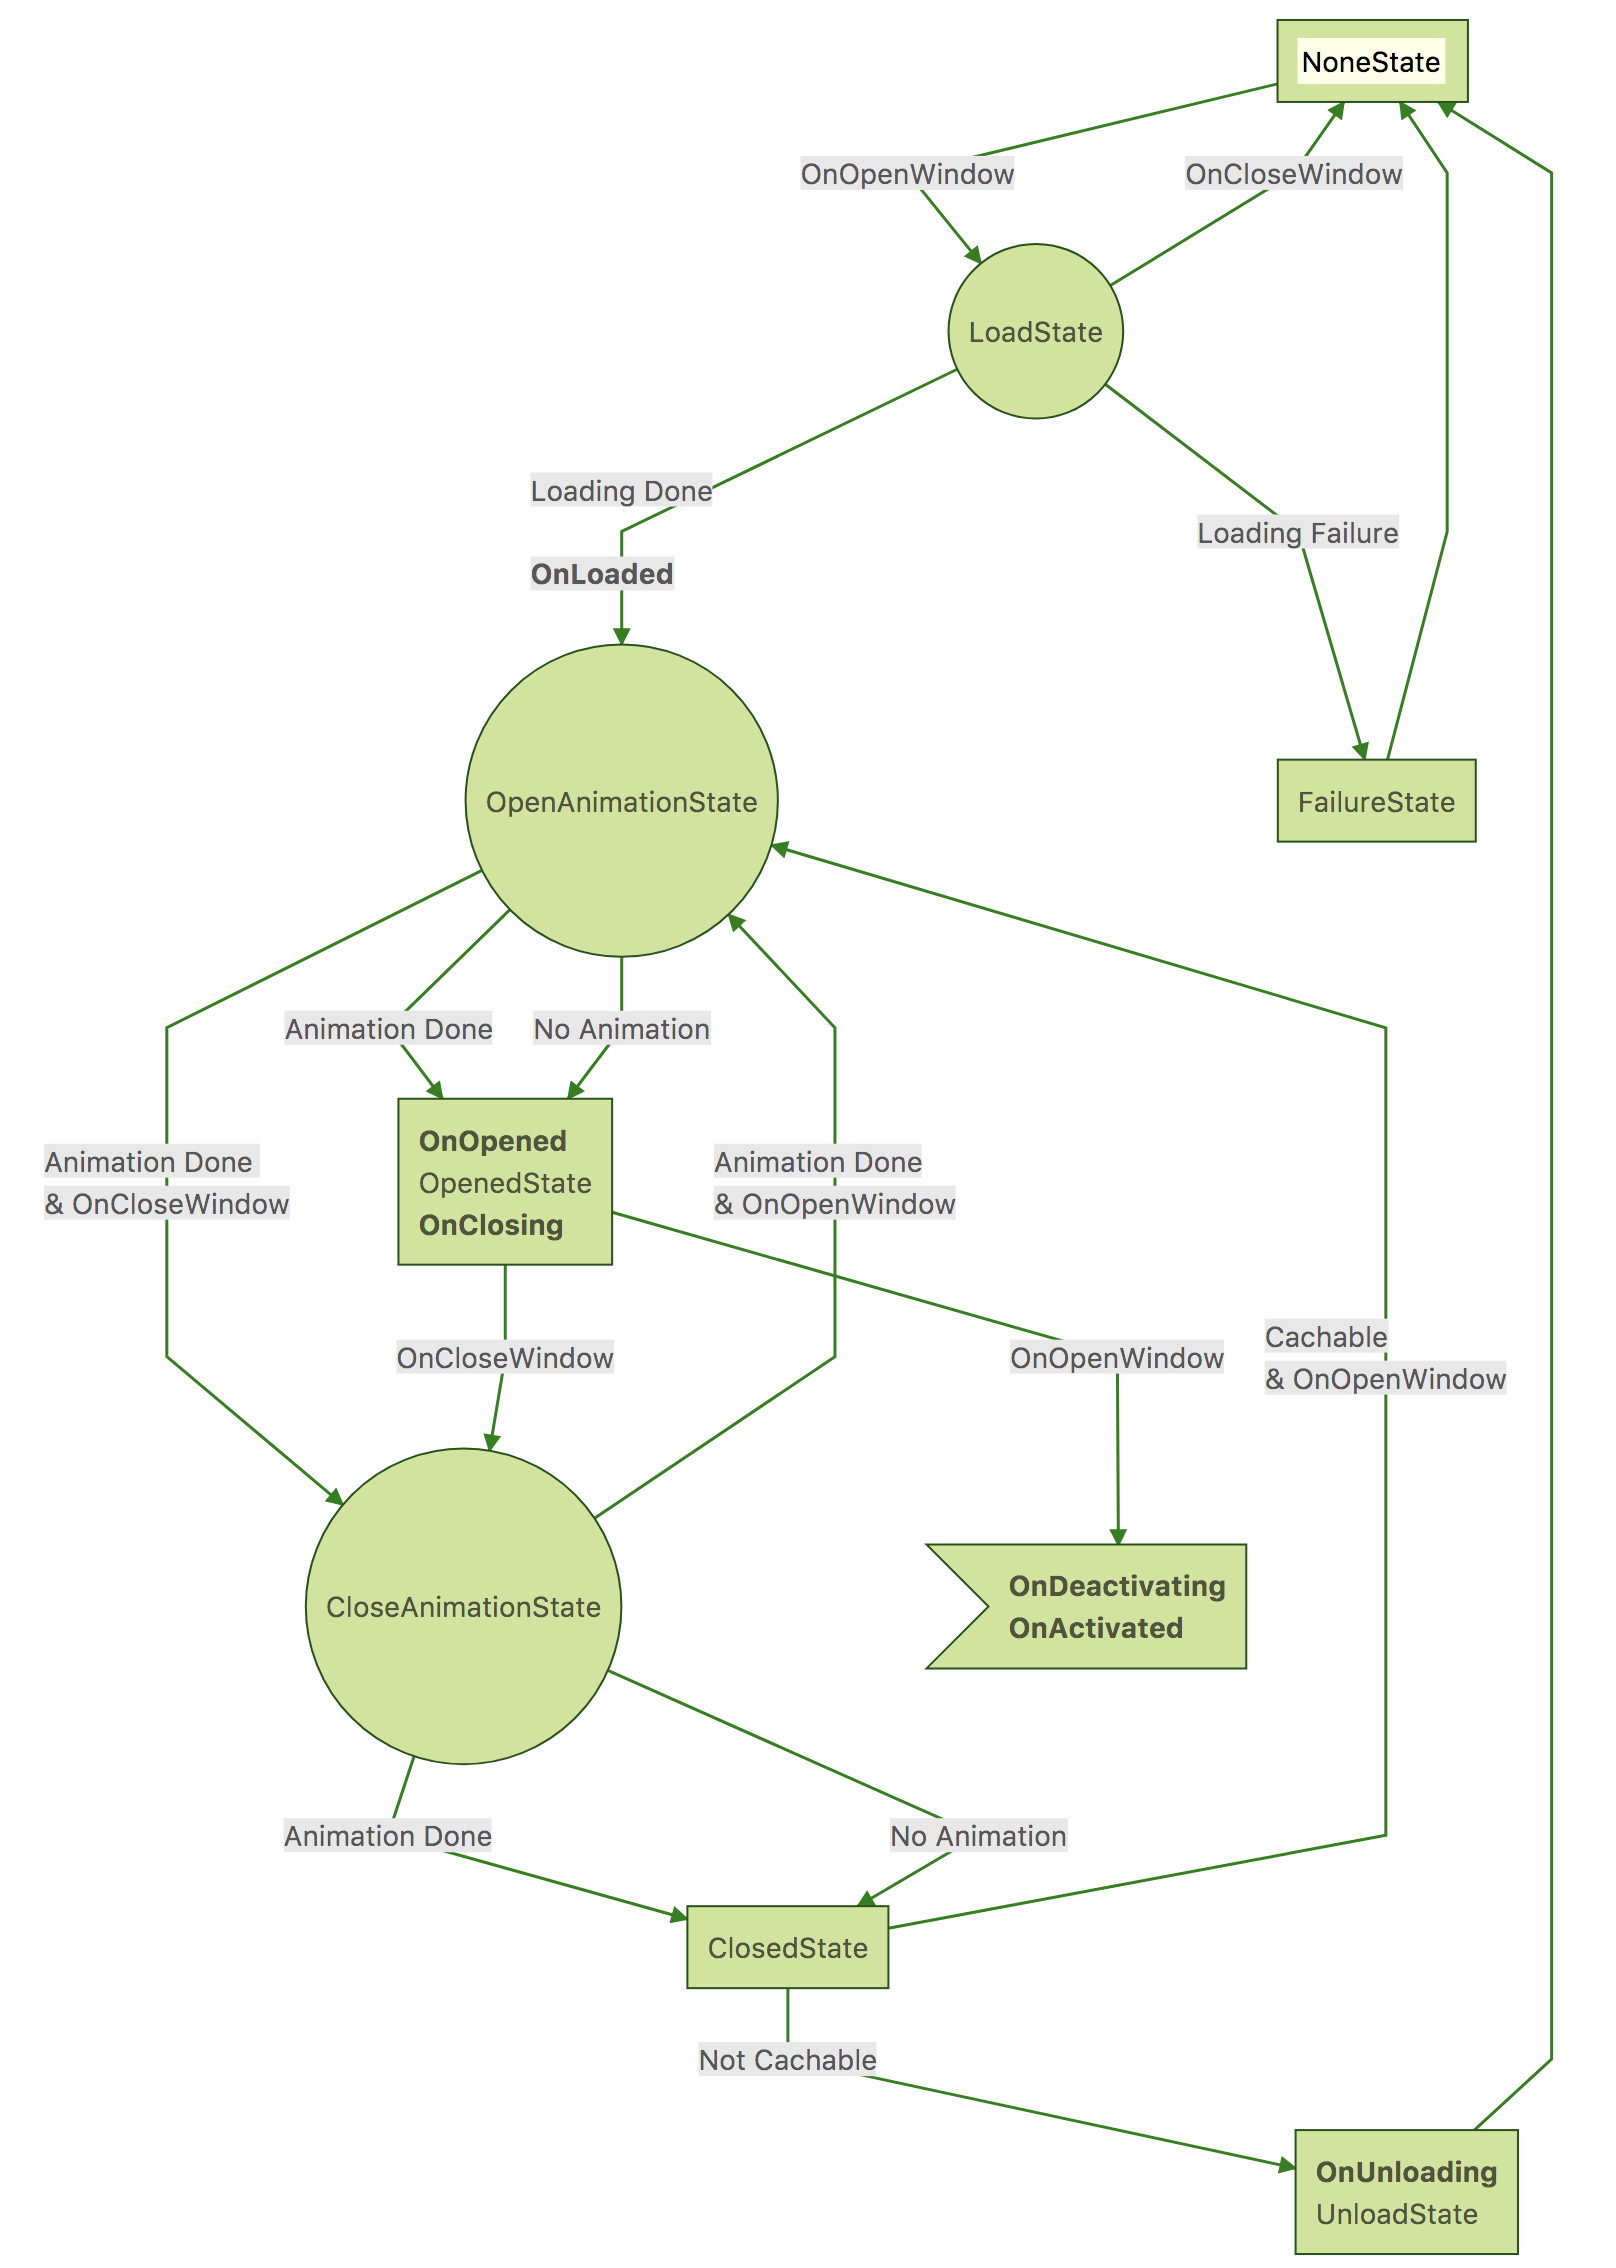 NoneState
OnOpenWindow
OnCloseWindow
LoadState
Loading Done
OnLoaded
Loading Failure
OpenAnimationState
FailureState
Animation Done
No Animation
Animation Done
& OnCloseWindow
OnOpened
OpenedState
OnClosing
Animation Done
& OnOpenWindow
OnCloseWindow
OnOpenWindow
Cachable
& OnOpenWindow
CloseAnimationState
OnDeactivating
OnActivated
Animation Done
No Animation
ClosedState
Not Cachable
OnUnloading
UnloadState